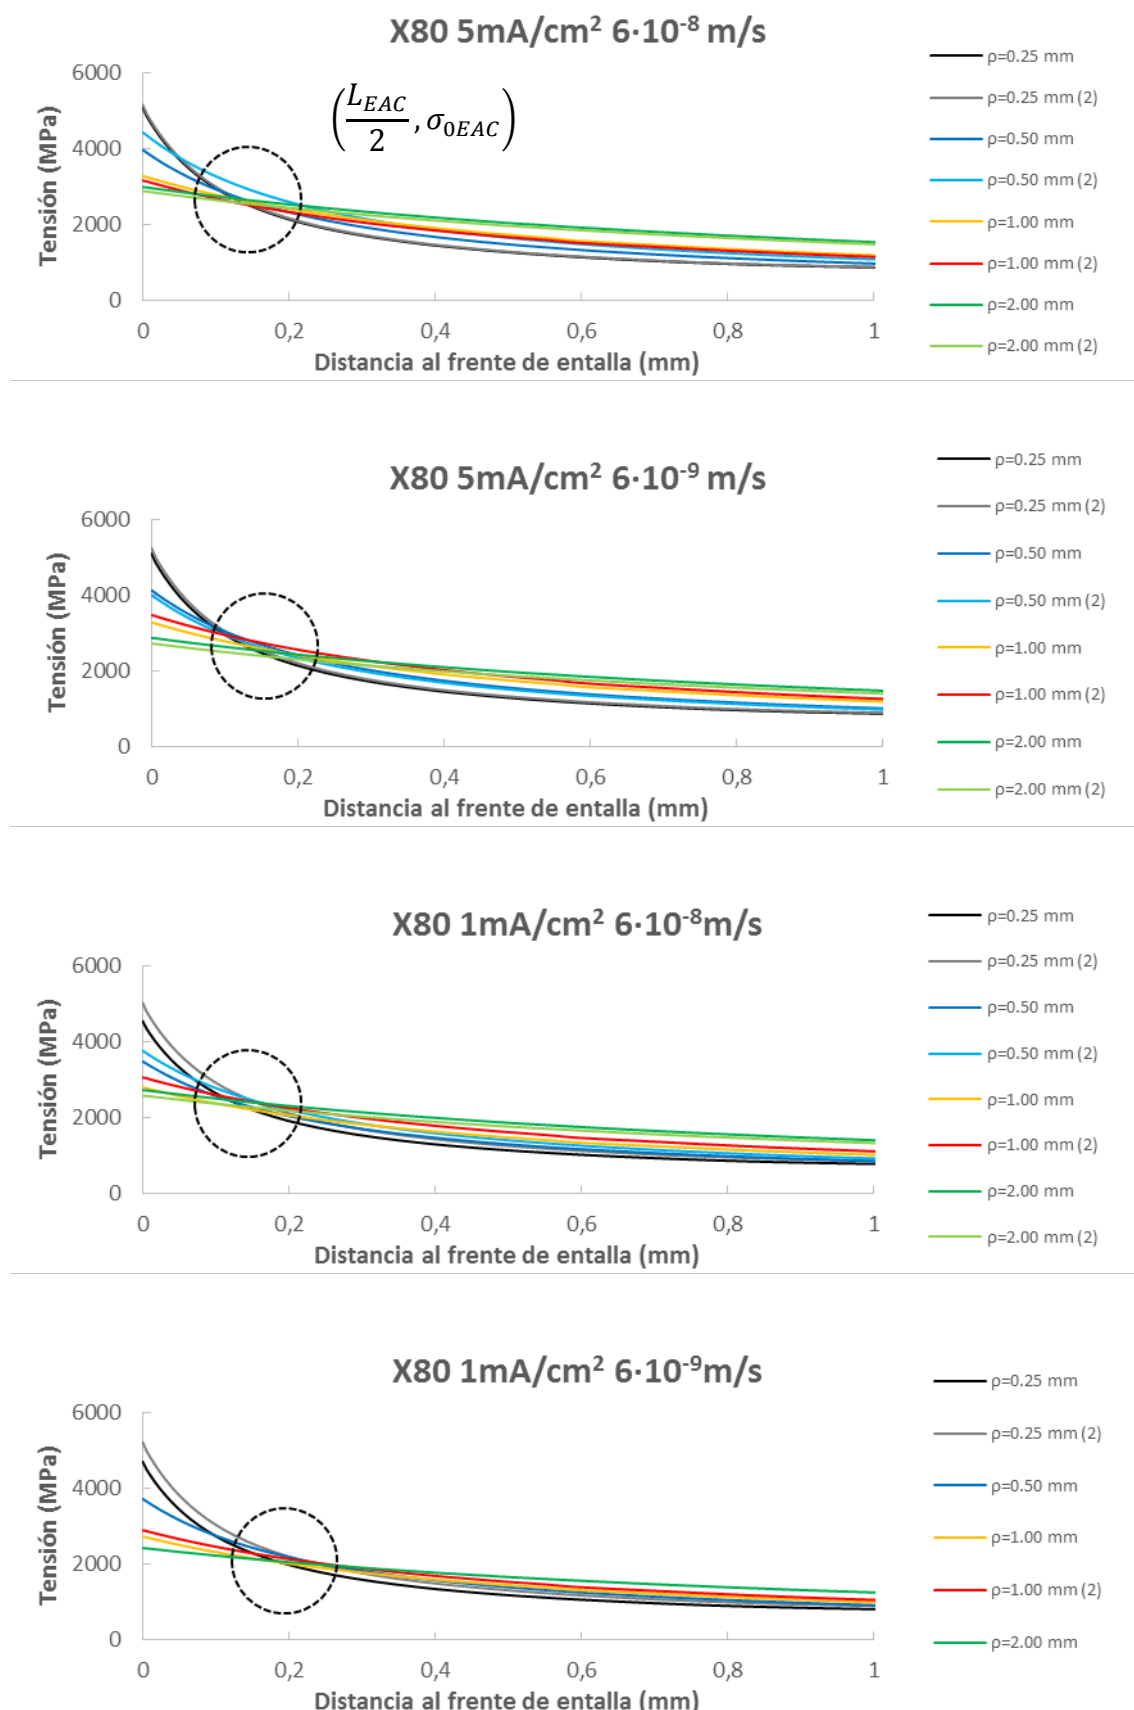 X80 5mA/cm² 6·10⁻⁸ m/s
6000
4000
2000
0
Tensión (MPa)
(L_EAC/2, σ_0EAC)
0 0,2 0,4 0,6 0,8 1
Distancia al frente de entalla (mm)
ρ=0.25 mm
ρ=0.25 mm (2)
ρ=0.50 mm
ρ=0.50 mm (2)
ρ=1.00 mm
ρ=1.00 mm (2)
ρ=2.00 mm
ρ=2.00 mm (2)
X80 5mA/cm² 6·10⁻⁹ m/s
6000
4000
2000
0
Tensión (MPa)
0 0,2 0,4 0,6 0,8 1
Distancia al frente de entalla (mm)
ρ=0.25 mm
ρ=0.25 mm (2)
ρ=0.50 mm
ρ=0.50 mm (2)
ρ=1.00 mm
ρ=1.00 mm (2)
ρ=2.00 mm
ρ=2.00 mm (2)
X80 1mA/cm² 6·10⁻⁸m/s
6000
4000
2000
0
Tensión (MPa)
0 0,2 0,4 0,6 0,8 1
Distancia al frente de entalla (mm)
ρ=0.25 mm
ρ=0.25 mm (2)
ρ=0.50 mm
ρ=0.50 mm (2)
ρ=1.00 mm
ρ=1.00 mm (2)
ρ=2.00 mm
ρ=2.00 mm (2)
X80 1mA/cm² 6·10⁻⁹m/s
6000
4000
2000
0
Tensión (MPa)
0 0,2 0,4 0,6 0,8 1
Distancia al frente de entalla (mm)
ρ=0.25 mm
ρ=0.25 mm (2)
ρ=0.50 mm
ρ=1.00 mm
ρ=1.00 mm (2)
ρ=2.00 mm